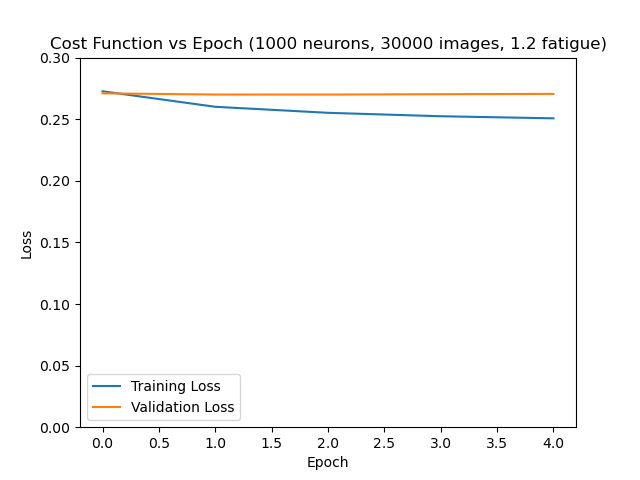 Cost Function vs Epoch (1000 neurons, 30000 images, 1.2 fatigue)
0.30
0.25
0.20
0.15
0.10
0.05
0.00
Loss
Training Loss
Validation Loss
0.0 0.5 1.0 1.5 2.0 2.5 3.0 3.5 4.0
Epoch